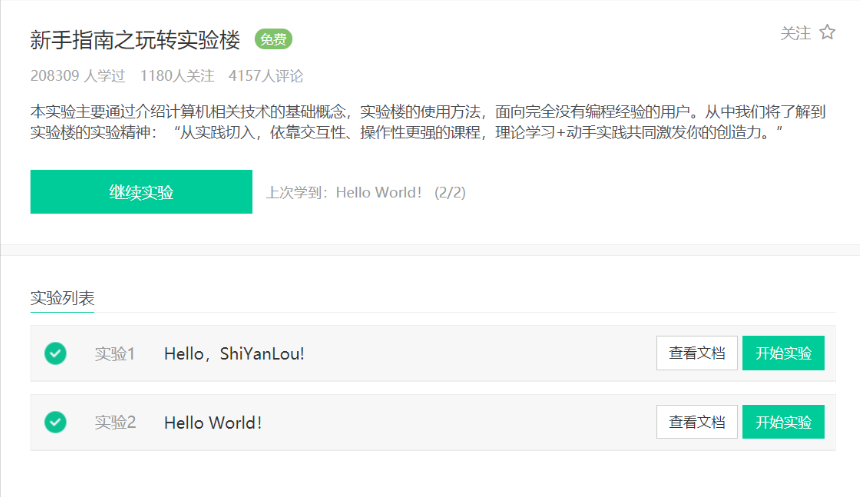 新手指南之玩转实验楼 免费 关注
208309 人学过 1180人关注 4157人评论
本实验主要通过介绍计算机相关技术的基础概念，实验楼的使用方法，面向完全没有编程经验的用户。从中我们将了解到
实验楼的实验精神：“从实践切入，依靠交互性、操作性更强的课程，理论学习+动手实践共同激发你的创造力。”
继续实验 上次学到：Hello World! (2/2)
实验列表
实验1 Hello，ShiYanLou! 查看文档 开始实验
实验2 Hello World! 查看文档 开始实验